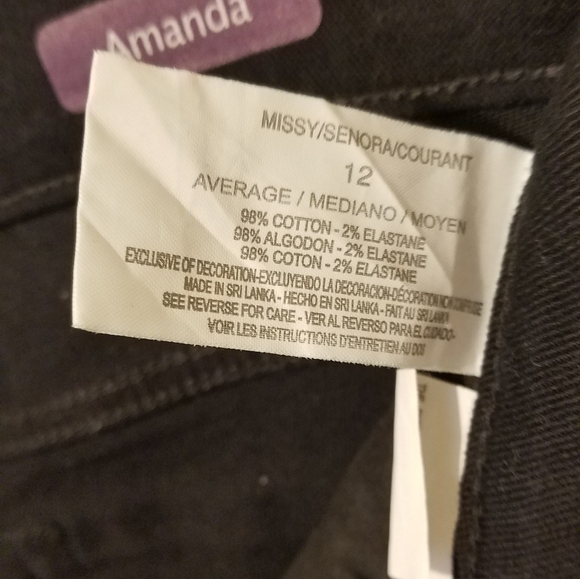 Amanda
MISSY/SENORA/COURANT
12
AVERAGE / MEDIANO / MOYEN
98% COTTON - 2% ELASTANE
98% ALGODON - 2% ELASTANE
98% COTON - 2% ELASTANE
EXCLUSIVE OF DECORATION-EXCLUYENDO LA DECORACION-DÉCORATION NON COMPRISE
MADE IN SRI LANKA - HECHO EN SRI LANKA - FAIT AU SRI LANKA
SEE REVERSE FOR CARE - VER AL REVERSO PARA EL CUIDADO-
VOIR LES INSTRUCTIONS D'ENTRETIEN AU DOS